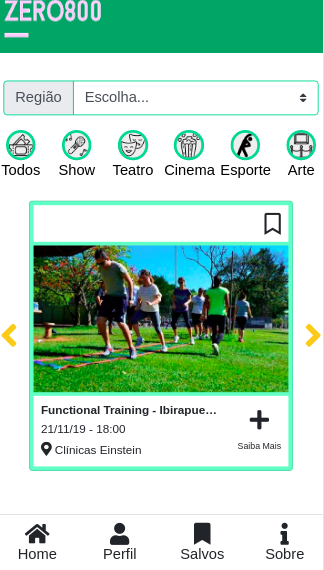 ZERO800
Região Escolha...
Todos Show Teatro Cinema Esporte Arte
Functional Training - Ibirapue…
21/11/19 - 18:00
Clínicas Einstein
Saiba Mais
Home Perfil Salvos Sobre